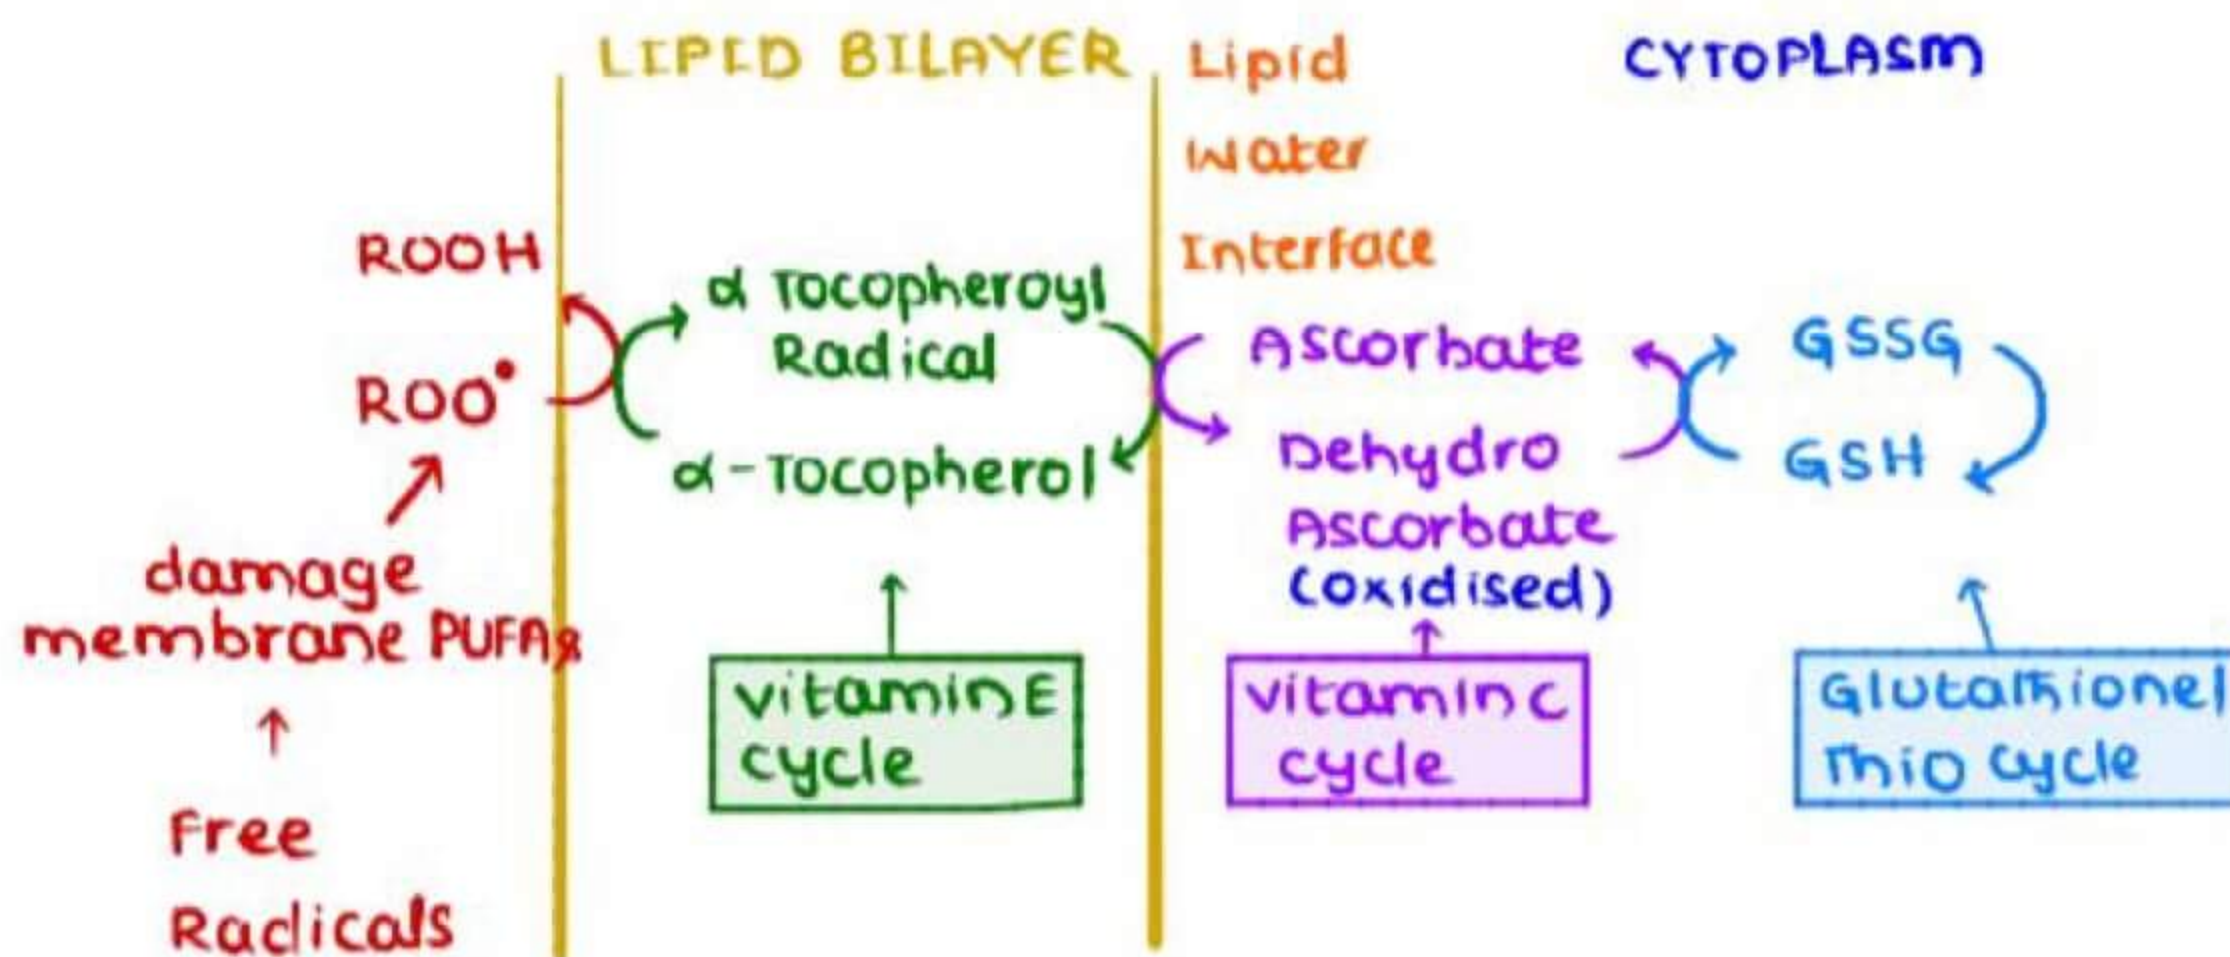 LIPID BILAYER
Lipid
Water
Interface
CYTOPLASM
ROOH
ROO•
damage
membrane PUFAs
Free
Radicals
α Tocopheroyl
Radical
α-Tocopherol
Vitamin E
cycle
Ascorbate
Dehydro
Ascorbate
(oxidised)
Vitamin C
cycle
GSSG
GSH
Glutathione/
Thio cycle